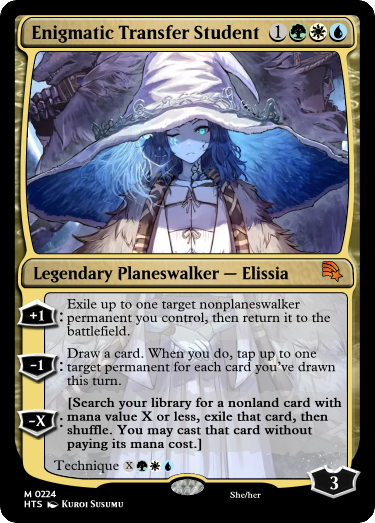 Enigmatic Transfer Student 1
Legendary Planeswalker — Elissia
+1: Exile up to one target nonplaneswalker
permanent you control, then return it to the
battlefield.
-1: Draw a card. When you do, tap up to one
target permanent for each card you've drawn
this turn.
-X: [Search your library for a nonland card with
mana value X or less, exile that card, then
shuffle. You may cast that card without
paying its mana cost.]
Technique X
3
M 0224
HTS Kuroi Susumu
She/her